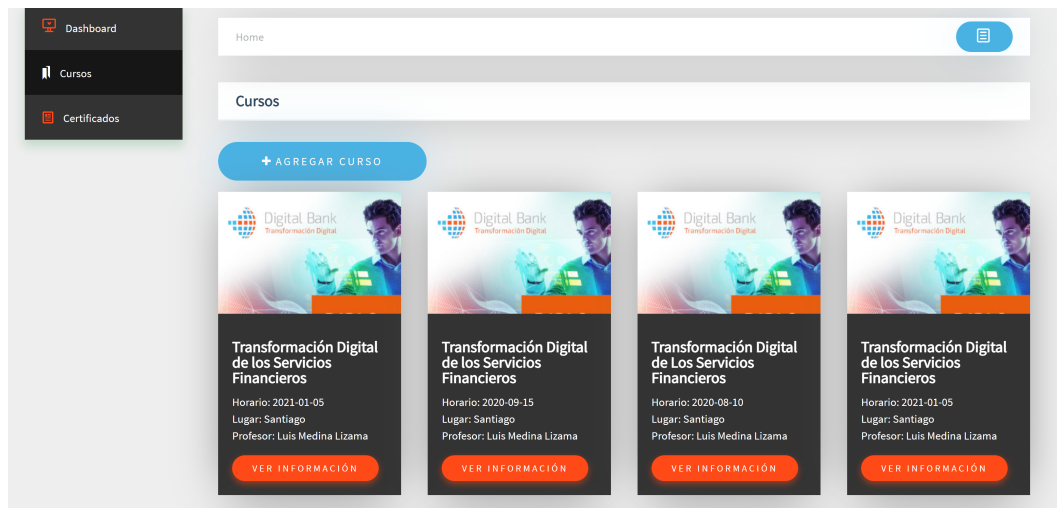 Dashboard
Cursos
Certificados
Home
Cursos
+ AGREGAR CURSO
Digital Bank
Transformación Digital
Transformación Digital
de los Servicios
Financieros
Horario: 2021-01-05
Lugar: Santiago
Profesor: Luis Medina Lizama
VER INFORMACIÓN
Digital Bank
Transformación Digital
Transformación Digital
de los Servicios
Financieros
Horario: 2020-09-15
Lugar: Santiago
Profesor: Luis Medina Lizama
VER INFORMACIÓN
Digital Bank
Transformación Digital
Transformación Digital
de Los Servicios
Financieros
Horario: 2020-08-10
Lugar: Santiago
Profesor: Luis Medina Lizama
VER INFORMACIÓN
Digital Bank
Transformación Digital
Transformación Digital
de los Servicios
Financieros
Horario: 2021-01-05
Lugar: Santiago
Profesor: Luis Medina Lizama
VER INFORMACIÓN